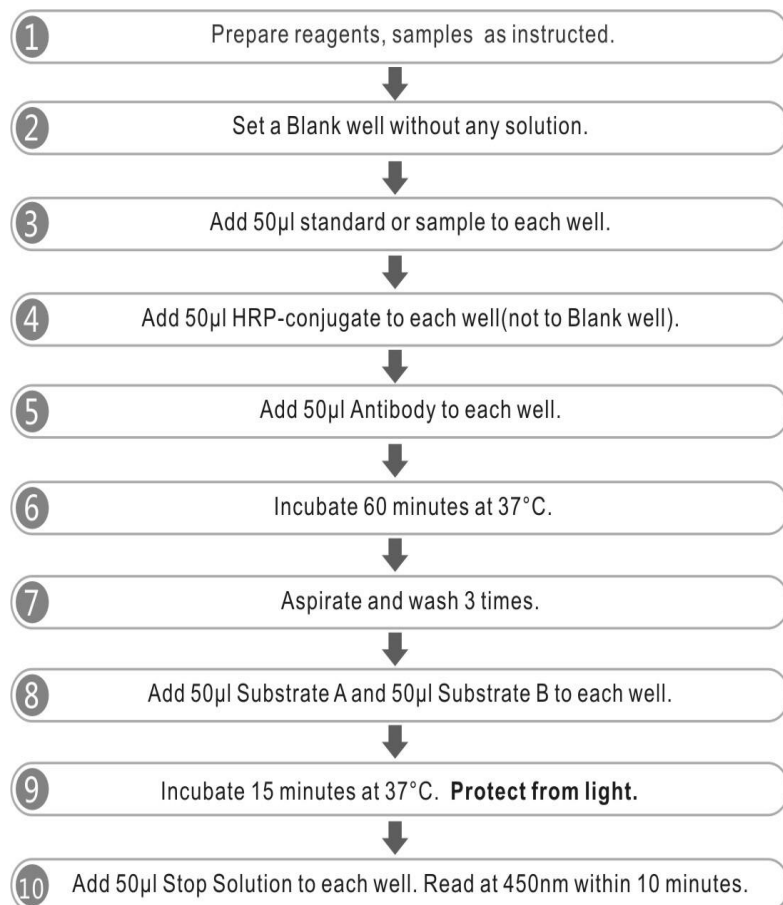 1 Prepare reagents, samples as instructed.
2 Set a Blank well without any solution.
3 Add 50µl standard or sample to each well.
4 Add 50µl HRP-conjugate to each well(not to Blank well).
5 Add 50µl Antibody to each well.
6 Incubate 60 minutes at 37°C.
7 Aspirate and wash 3 times.
8 Add 50µl Substrate A and 50µl Substrate B to each well.
9 Incubate 15 minutes at 37°C. Protect from light.
10 Add 50µl Stop Solution to each well. Read at 450nm within 10 minutes.